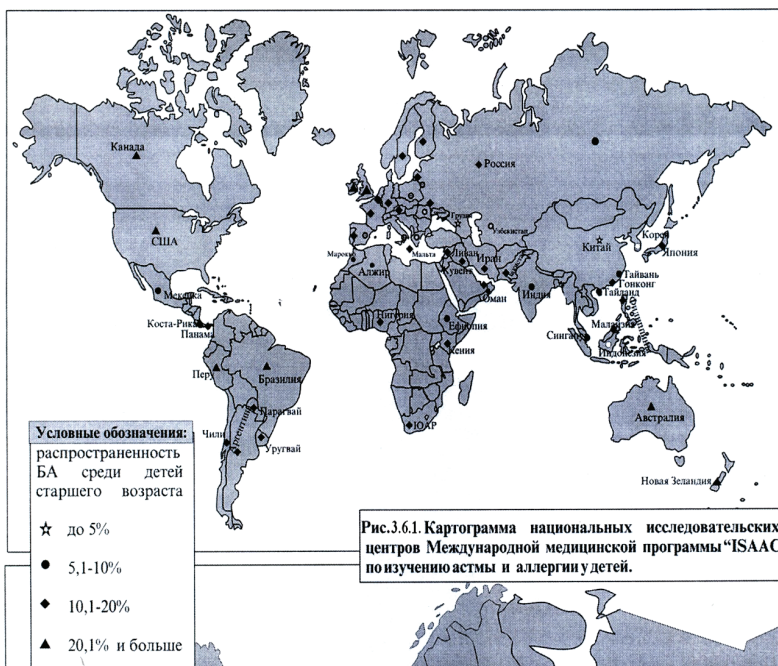 Канада
США
Мексика
Коста-Рика
Панама
Перу
Бразилия
Парагвай
Чили
Аргентина
Уругвай
Россия
Грузия
Узбекистан
Мальта
Марокко
Алжир
Ливан
Кувейт
Иран
Оман
Нигерия
Эфиопия
Кения
ЮАР
Индия
Китай
Корея
Япония
Тайвань
Гонконг
Тайланд
Малайзия
Индонезия
Австралия
Новая Зеландия
Условные обозначения:
распространенность
БА среди детей
старшего возраста
до 5%
5,1-10%
10,1-20%
20,1% и больше
Рис.3.6.1. Картограмма национальных исследовательских
центров Международной медицинской программы “ISAAC
по изучению астмы и аллергии у детей.